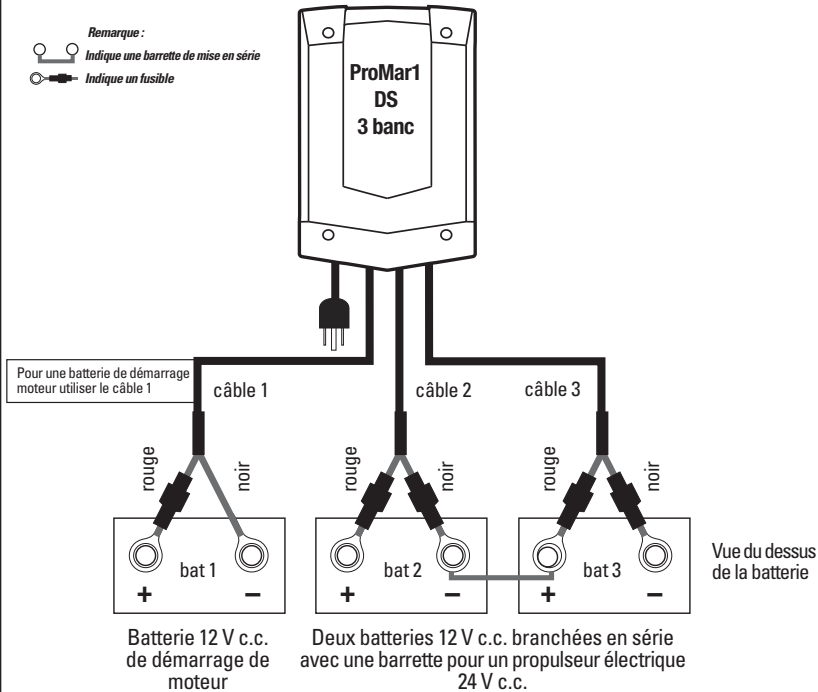 Remarque :
Indique une barrette de mise en série
Indique un fusible
ProMar1
DS
3 banc
Pour une batterie de démarrage
moteur utiliser le câble 1
câble 1
câble 2
câble 3
rouge
noir
rouge
noir
rouge
noir
bat 1
bat 2
bat 3
+
−
+
−
+
−
Vue du dessus
de la batterie
Batterie 12 V c.c.
de démarrage de
moteur
Deux batteries 12 V c.c. branchées en série
avec une barrette pour un propulseur électrique
24 V c.c.